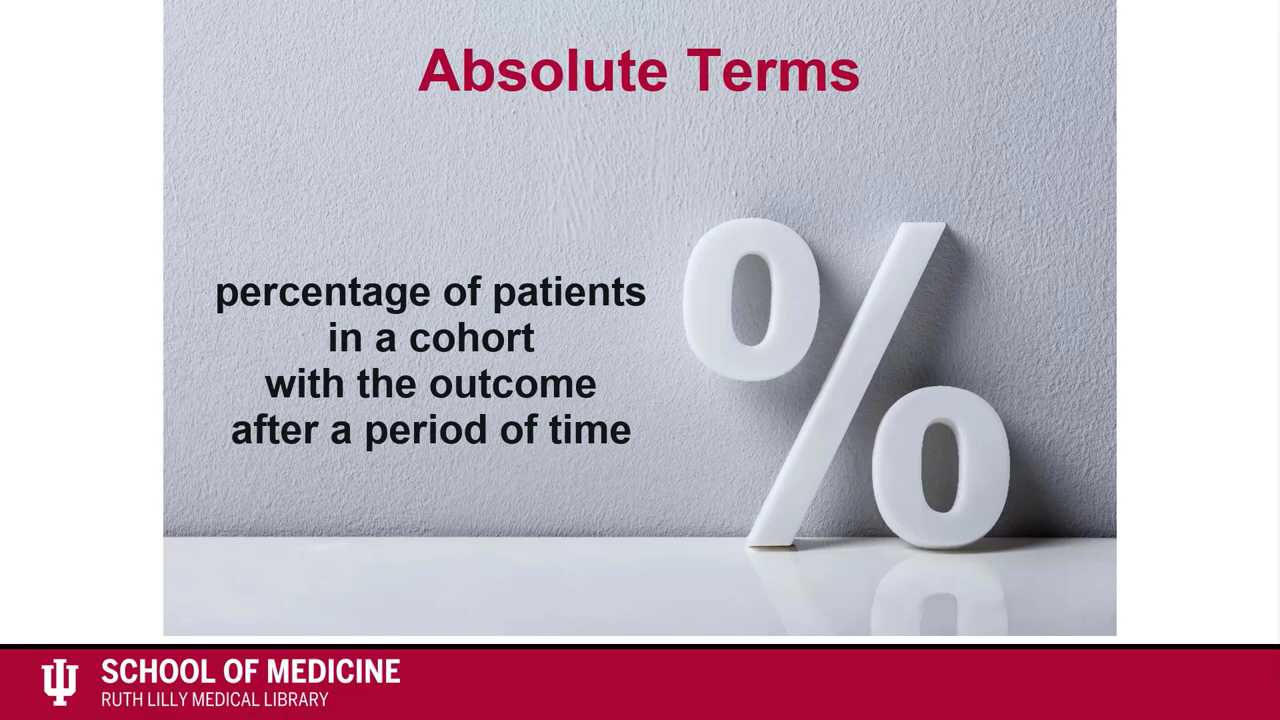 Absolute Terms
percentage of patients
in a cohort
with the outcome
after a period of time
%
SCHOOL OF MEDICINE
RUTH LILLY MEDICAL LIBRARY